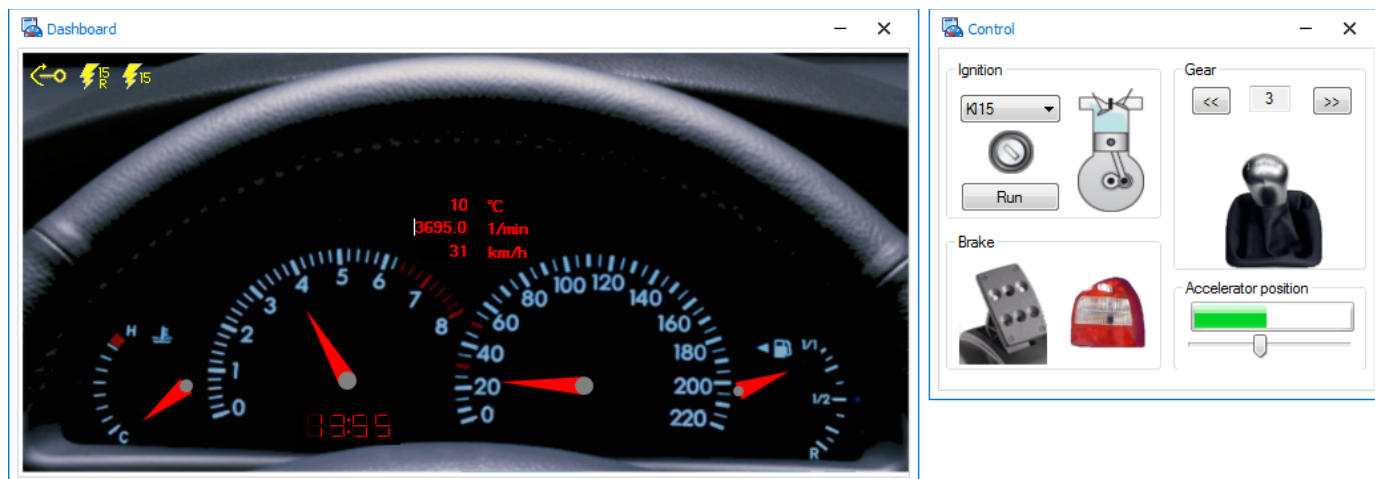 Dashboard
15
R
15
10 °C
3695.0 1/min
31 km/h
0
1
2
3
4
5
6
7
8
H
C
0
20
40
60
80
100
120
140
160
180
200
220
1/1
1/2
R
13:55
Control
Ignition
Kl15
Run
Gear
<<
3
>>
Brake
Accelerator position